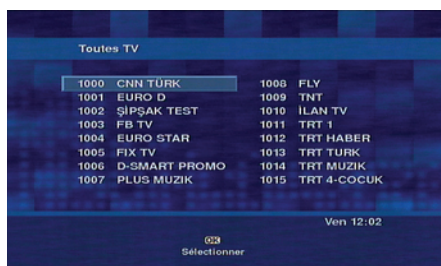 Toutes TV
1000 CNN TÜRK
1001 EURO D
1002 ŞİPŞAK TEST
1003 FB TV
1004 EURO STAR
1005 FIX TV
1006 D-SMART PROMO
1007 PLUS MUZIK
1008 FLY
1009 TNT
1010 İLAN TV
1011 TRT 1
1012 TRT HABER
1013 TRT TURK
1014 TRT MUZIK
1015 TRT 4-COCUK
Ven 12:02
OK
Sélectionner